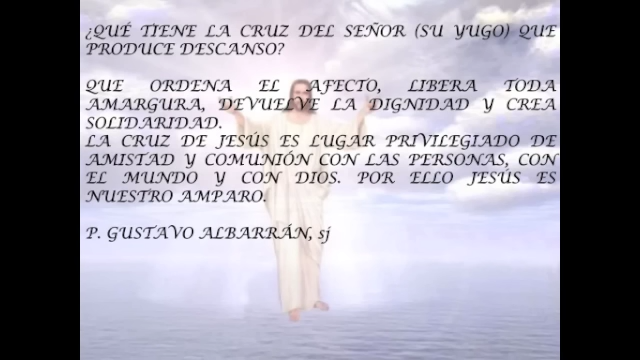 ¿QUÉ TIENE LA CRUZ DEL SEÑOR (SU YUGO) QUE
PRODUCE DESCANSO?
QUE ORDENA EL AFECTO, LIBERA TODA
AMARGURA, DEVUELVE LA DIGNIDAD Y CREA
SOLIDARIDAD.
LA CRUZ DE JESÚS ES LUGAR PRIVILEGIADO DE
AMISTAD Y COMUNIÓN CON LAS PERSONAS, CON
EL MUNDO Y CON DIOS. POR ELLO JESÚS ES
NUESTRO AMPARO.
P. GUSTAVO ALBARRÁN, sj